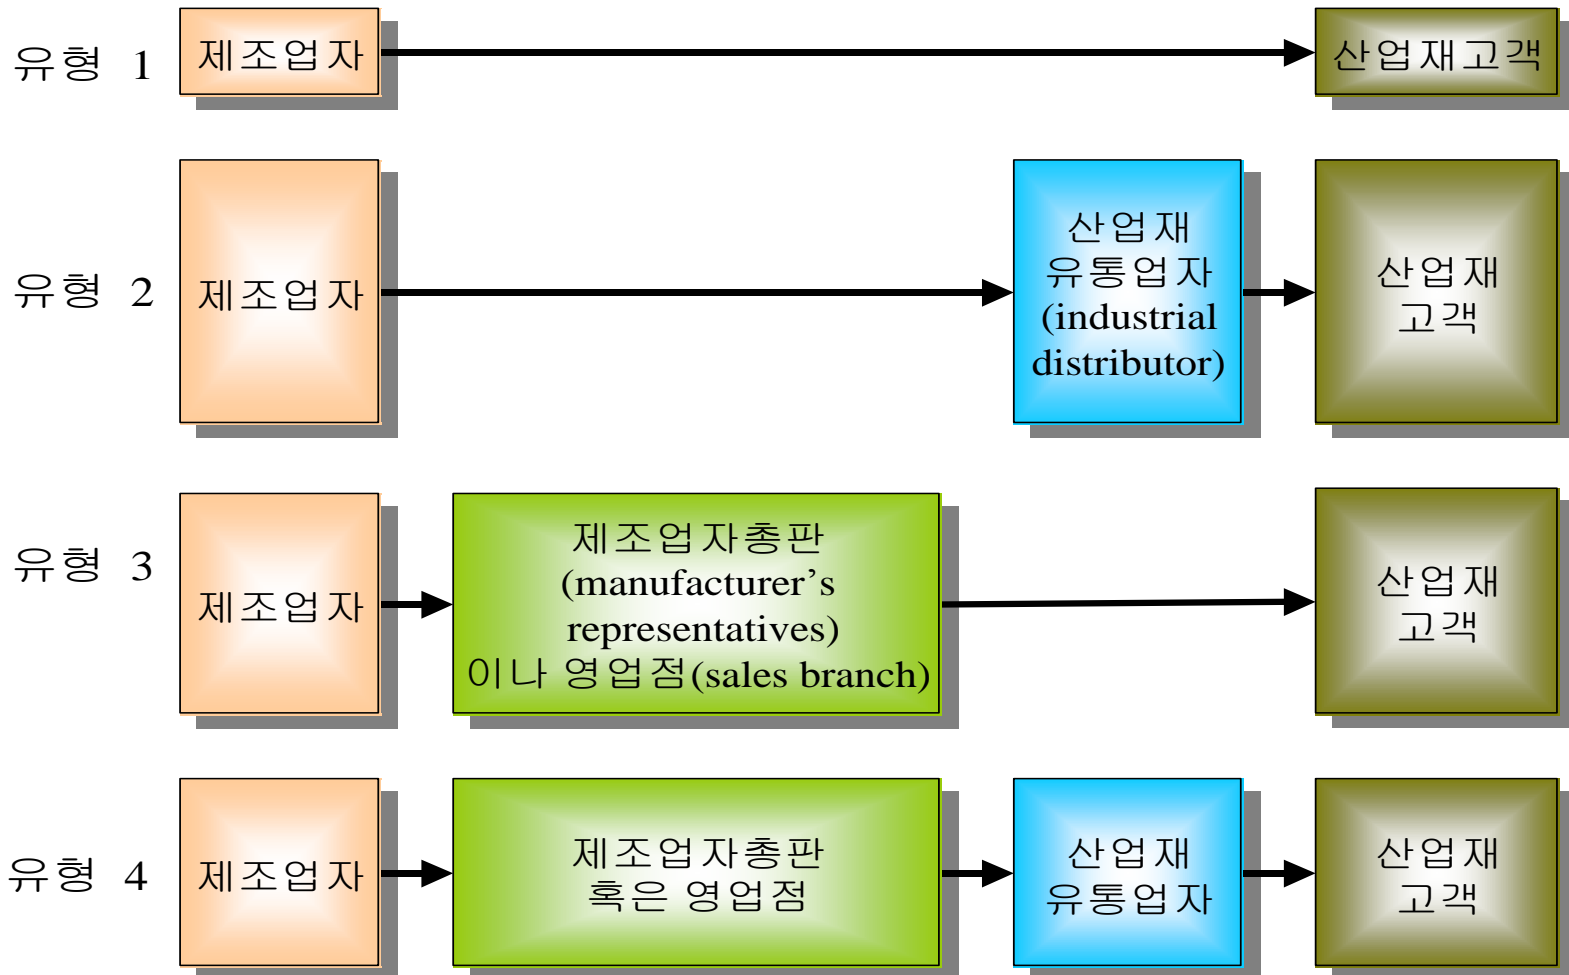 유형 1
제조업자
산업재고객
유형 2
제조업자
산업재
유통업자
(industrial
distributor)
산업재
고객
유형 3
제조업자
제조업자총판
(manufacturer’s
representatives)
이나 영업점(sales branch)
산업재
고객
유형 4
제조업자
제조업자총판
혹은 영업점
산업재
유통업자
산업재
고객